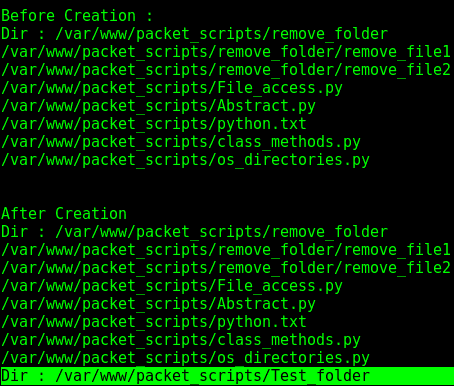 Before Creation :
Dir : /var/www/packet_scripts/remove_folder
/var/www/packet_scripts/remove_folder/remove_file1
/var/www/packet_scripts/remove_folder/remove_file2
/var/www/packet_scripts/File_access.py
/var/www/packet_scripts/Abstract.py
/var/www/packet_scripts/python.txt
/var/www/packet_scripts/class_methods.py
/var/www/packet_scripts/os_directories.py
After Creation
Dir : /var/www/packet_scripts/remove_folder
/var/www/packet_scripts/remove_folder/remove_file1
/var/www/packet_scripts/remove_folder/remove_file2
/var/www/packet_scripts/File_access.py
/var/www/packet_scripts/Abstract.py
/var/www/packet_scripts/python.txt
/var/www/packet_scripts/class_methods.py
/var/www/packet_scripts/os_directories.py
Dir : /var/www/packet_scripts/Test_folder